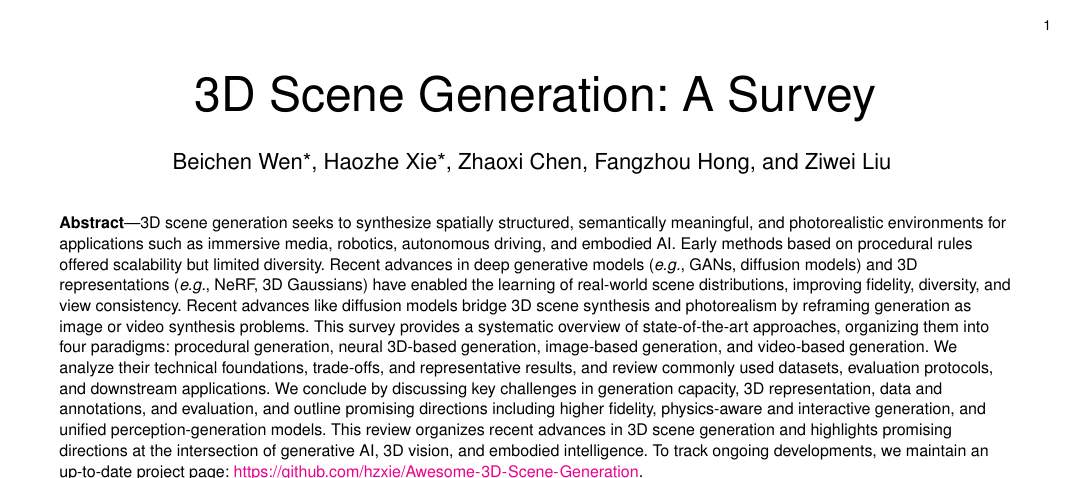 1
3D Scene Generation: A Survey
Beichen Wen*, Haozhe Xie*, Zhaoxi Chen, Fangzhou Hong, and Ziwei Liu
Abstract—3D scene generation seeks to synthesize spatially structured, semantically meaningful, and photorealistic environments for
applications such as immersive media, robotics, autonomous driving, and embodied AI. Early methods based on procedural rules
offered scalability but limited diversity. Recent advances in deep generative models (e.g., GANs, diffusion models) and 3D
representations (e.g., NeRF, 3D Gaussians) have enabled the learning of real-world scene distributions, improving fidelity, diversity, and
view consistency. Recent advances like diffusion models bridge 3D scene synthesis and photorealism by reframing generation as
image or video synthesis problems. This survey provides a systematic overview of state-of-the-art approaches, organizing them into
four paradigms: procedural generation, neural 3D-based generation, image-based generation, and video-based generation. We
analyze their technical foundations, trade-offs, and representative results, and review commonly used datasets, evaluation protocols,
and downstream applications. We conclude by discussing key challenges in generation capacity, 3D representation, data and
annotations, and evaluation, and outline promising directions including higher fidelity, physics-aware and interactive generation, and
unified perception-generation models. This review organizes recent advances in 3D scene generation and highlights promising
directions at the intersection of generative AI, 3D vision, and embodied intelligence. To track ongoing developments, we maintain an
up-to-date project page: https://github.com/hzxie/Awesome-3D-Scene-Generation.